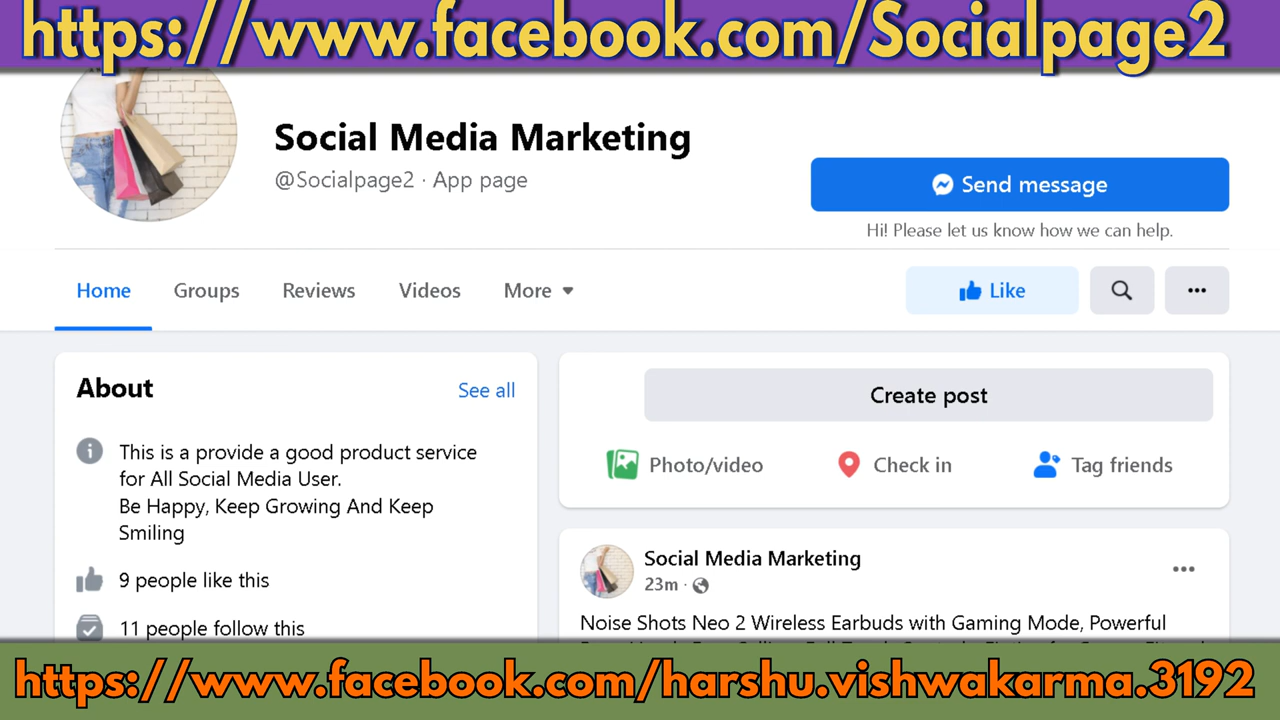 https://www.facebook.com/Socialpage2
Social Media Marketing
@Socialpage2 · App page
Send message
Hi! Please let us know how we can help.
Home Groups Reviews Videos More
Like
About
See all
This is a provide a good product service
for All Social Media User.
Be Happy, Keep Growing And Keep
Smiling
9 people like this
11 people follow this
Create post
Photo/video Check in Tag friends
Social Media Marketing
23m ·
Noise Shots Neo 2 Wireless Earbuds with Gaming Mode, Powerful
https://www.facebook.com/harshu.vishwakarma.3192